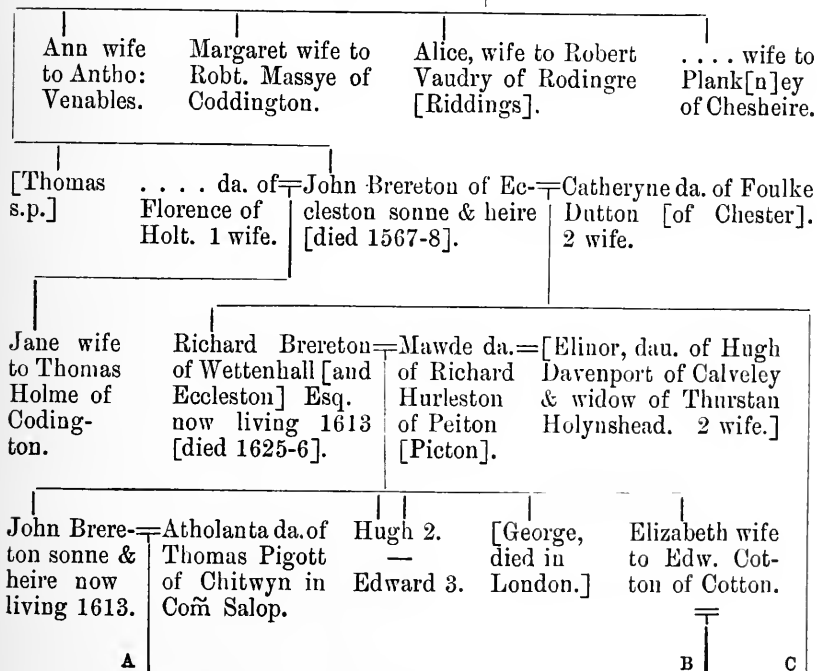 Ann wife
to Antho:
Venables.
Margaret wife to
Robt. Massye of
Coddington.
Alice, wife to Robert
Vaudry of Rodingre
[Riddings].
. . . . wife to
Plank[n]ey
of Chesheire.
[Thomas
s.p.]
. . . . da. of
Florence of
Holt. 1 wife.
John Brereton of Ec-
cleston sonne & heire
[died 1567-8].
Catheryne da. of Foulke
Dutton [of Chester].
2 wife.
Jane wife
to Thomas
Holme of
Coding-
ton.
Richard Brereton
of Wettenhall [and
Eccleston] Esq.
now living 1613
[died 1625-6].
Mawde da.
of Richard
Hurleston
of Peiton
[Picton].
=[Elinor, dau. of Hugh
Davenport of Calveley
& widow of Thurstan
Holynshead. 2 wife.]
John Brere-
ton sonne &
heire now
living 1613.
Atholanta da. of
Thomas Pigott
of Chitwyn in
Com̃ Salop.
Hugh 2.
—
Edward 3.
[George,
died in
London.]
Elizabeth wife
to Edw. Cot-
ton of Cotton.
A
B
C